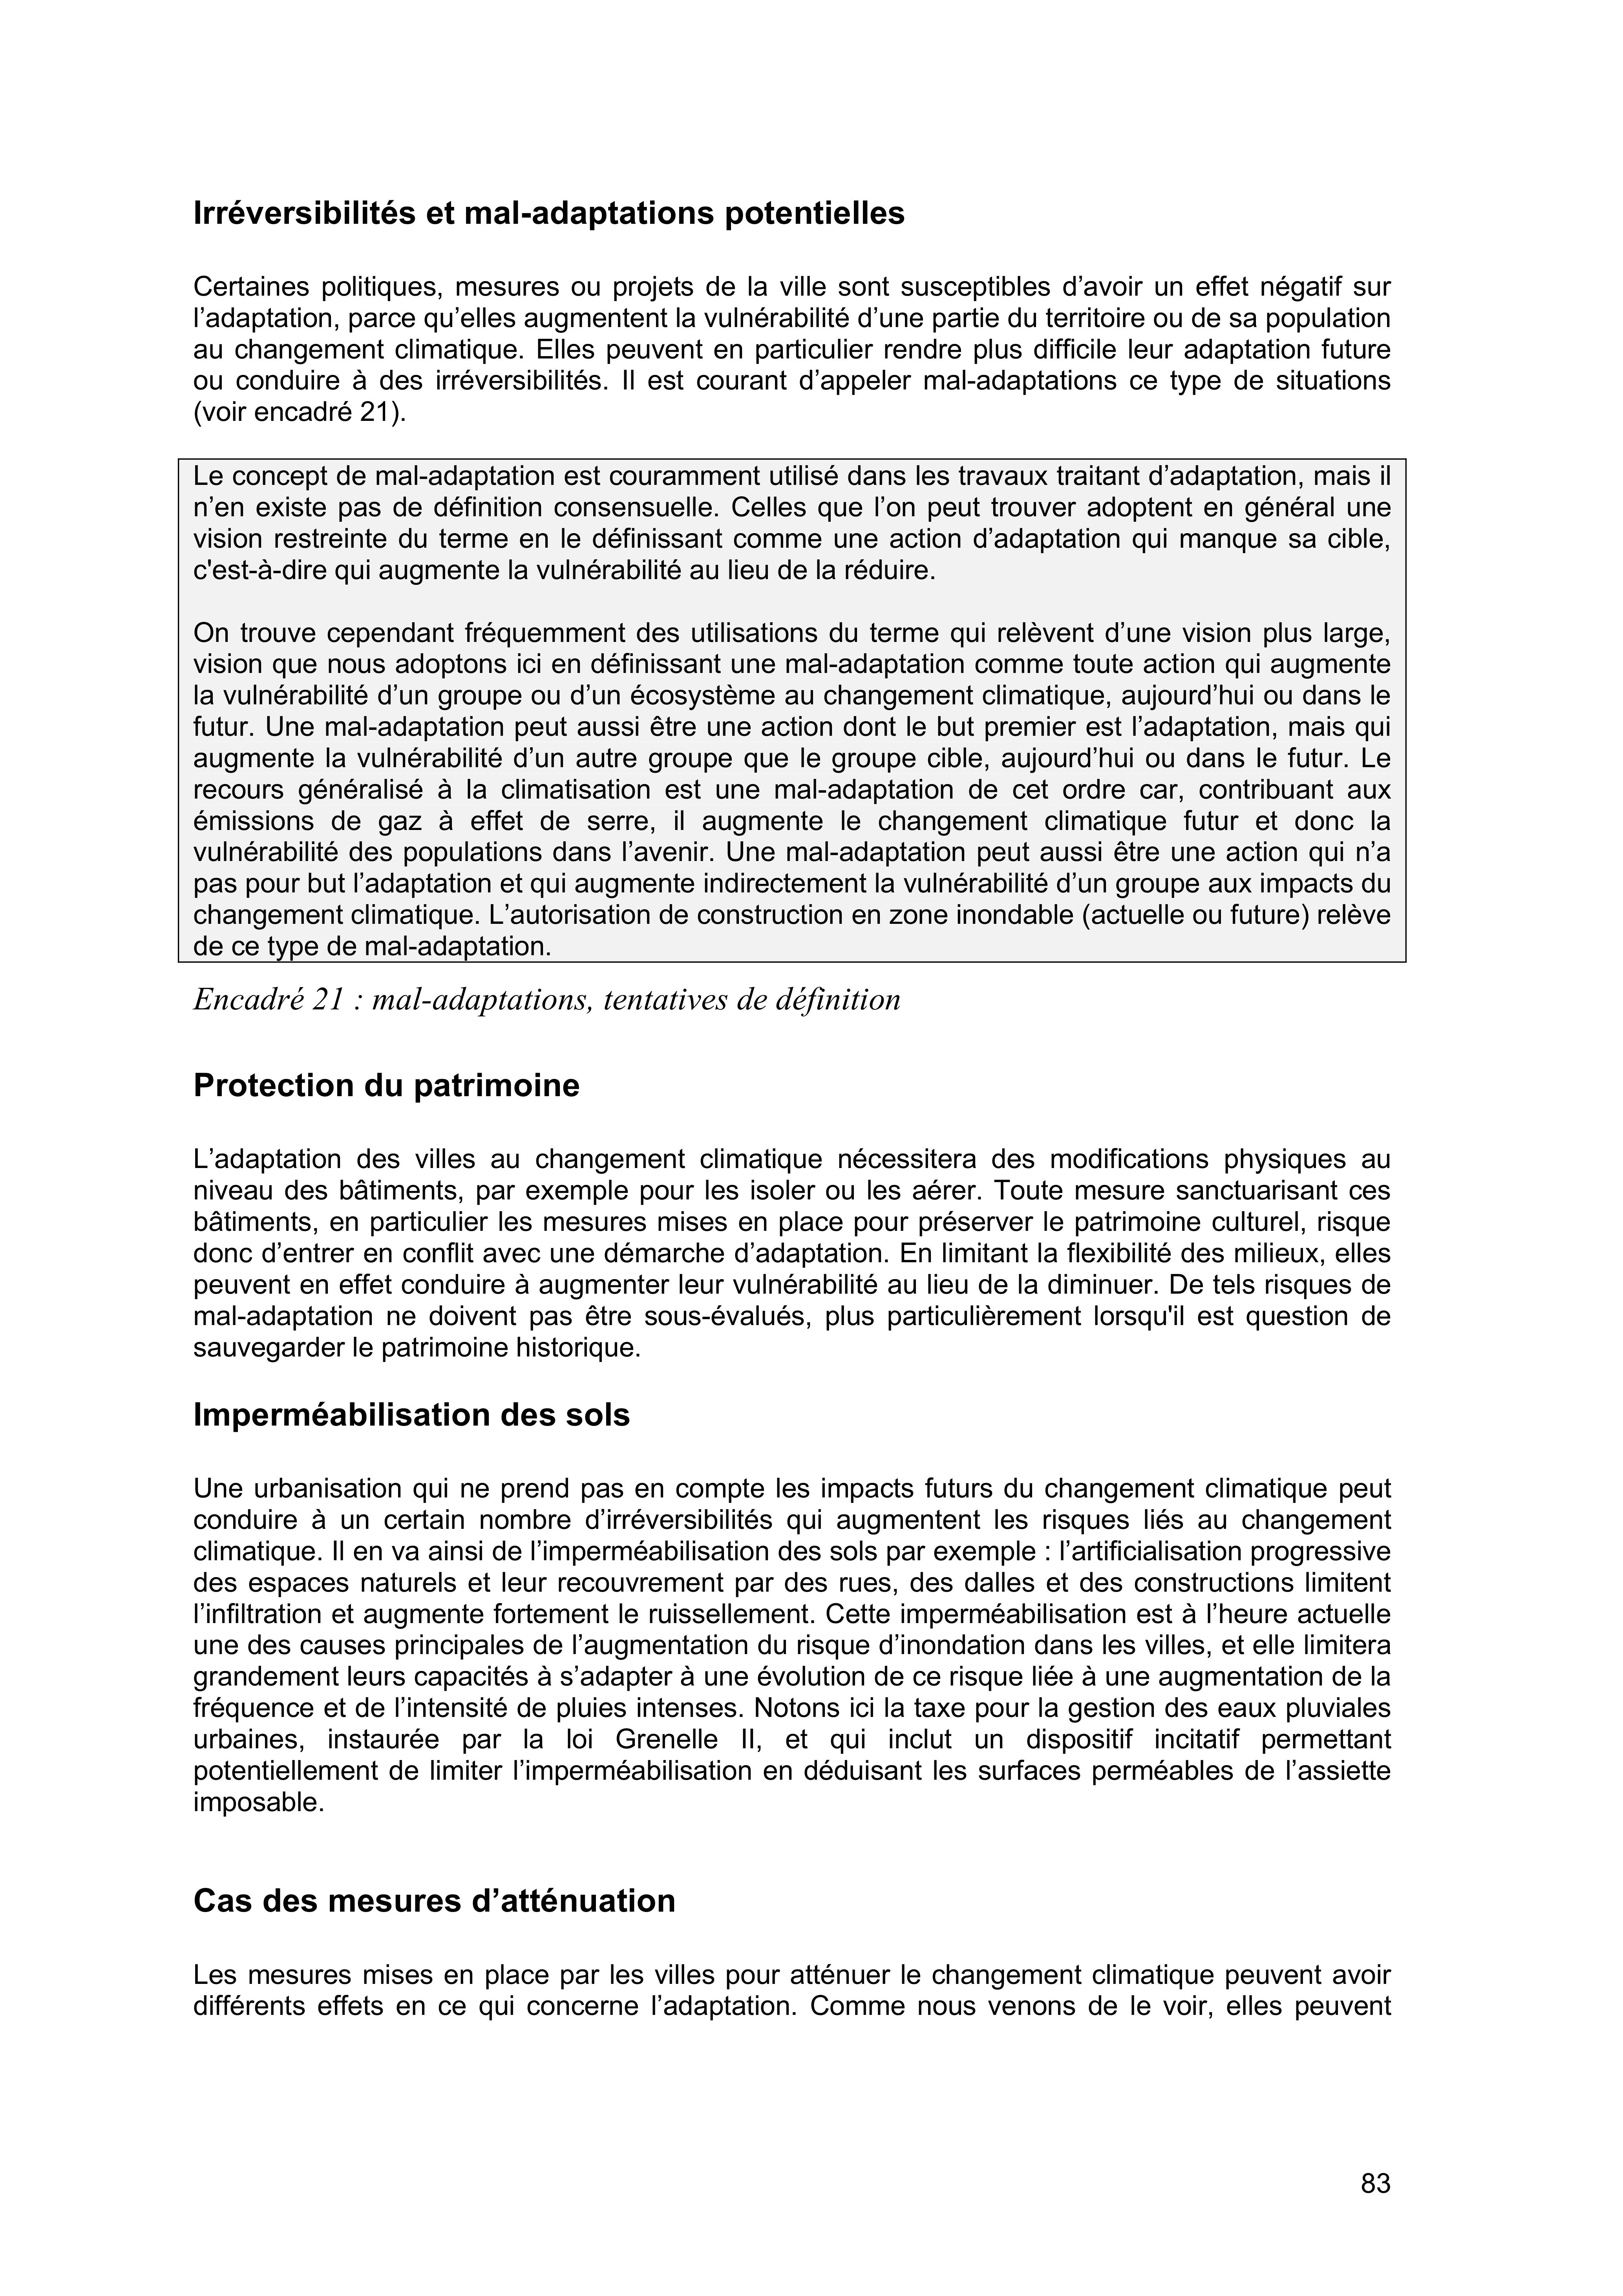 Irréversibilités et mal-adaptations potentielles
Certaines politiques, mesures ou projets de la ville sont susceptibles d’avoir un effet négatif sur
l’adaptation, parce qu’elles augmentent la vulnérabilité d’une partie du territoire ou de sa population
au changement climatique. Elles peuvent en particulier rendre plus difficile leur adaptation future
ou conduire à des irréversibilités. Il est courant d’appeler mal-adaptations ce type de situations
(voir encadré 21).
Le concept de mal-adaptation est couramment utilisé dans les travaux traitant d’adaptation, mais il
n’en existe pas de définition consensuelle. Celles que l’on peut trouver adoptent en général une
vision restreinte du terme en le définissant comme une action d’adaptation qui manque sa cible,
c'est-à-dire qui augmente la vulnérabilité au lieu de la réduire.
On trouve cependant fréquemment des utilisations du terme qui relèvent d’une vision plus large,
vision que nous adoptons ici en définissant une mal-adaptation comme toute action qui augmente
la vulnérabilité d’un groupe ou d’un écosystème au changement climatique, aujourd’hui ou dans le
futur. Une mal-adaptation peut aussi être une action dont le but premier est l’adaptation, mais qui
augmente la vulnérabilité d’un autre groupe que le groupe cible, aujourd’hui ou dans le futur. Le
recours généralisé à la climatisation est une mal-adaptation de cet ordre car, contribuant aux
émissions de gaz à effet de serre, il augmente le changement climatique futur et donc la
vulnérabilité des populations dans l’avenir. Une mal-adaptation peut aussi être une action qui n’a
pas pour but l’adaptation et qui augmente indirectement la vulnérabilité d’un groupe aux impacts du
changement climatique. L’autorisation de construction en zone inondable (actuelle ou future) relève
de ce type de mal-adaptation.
Encadré 21 : mal-adaptations, tentatives de définition
Protection du patrimoine
L’adaptation des villes au changement climatique nécessitera des modifications physiques au
niveau des bâtiments, par exemple pour les isoler ou les aérer. Toute mesure sanctuarisant ces
bâtiments, en particulier les mesures mises en place pour préserver le patrimoine culturel, risque
donc d’entrer en conflit avec une démarche d’adaptation. En limitant la flexibilité des milieux, elles
peuvent en effet conduire à augmenter leur vulnérabilité au lieu de la diminuer. De tels risques de
mal-adaptation ne doivent pas être sous-évalués, plus particulièrement lorsqu'il est question de
sauvegarder le patrimoine historique.
Imperméabilisation des sols
Une urbanisation qui ne prend pas en compte les impacts futurs du changement climatique peut
conduire à un certain nombre d’irréversibilités qui augmentent les risques liés au changement
climatique. Il en va ainsi de l’imperméabilisation des sols par exemple : l’artificialisation progressive
des espaces naturels et leur recouvrement par des rues, des dalles et des constructions limitent
l’infiltration et augmente fortement le ruissellement. Cette imperméabilisation est à l’heure actuelle
une des causes principales de l’augmentation du risque d’inondation dans les villes, et elle limitera
grandement leurs capacités à s’adapter à une évolution de ce risque liée à une augmentation de la
fréquence et de l’intensité de pluies intenses. Notons ici la taxe pour la gestion des eaux pluviales
urbaines, instaurée par la loi Grenelle II, et qui inclut un dispositif incitatif permettant
potentiellement de limiter l’imperméabilisation en déduisant les surfaces perméables de l’assiette
imposable.
Cas des mesures d’atténuation
Les mesures mises en place par les villes pour atténuer le changement climatique peuvent avoir
différents effets en ce qui concerne l’adaptation. Comme nous venons de le voir, elles peuvent
83